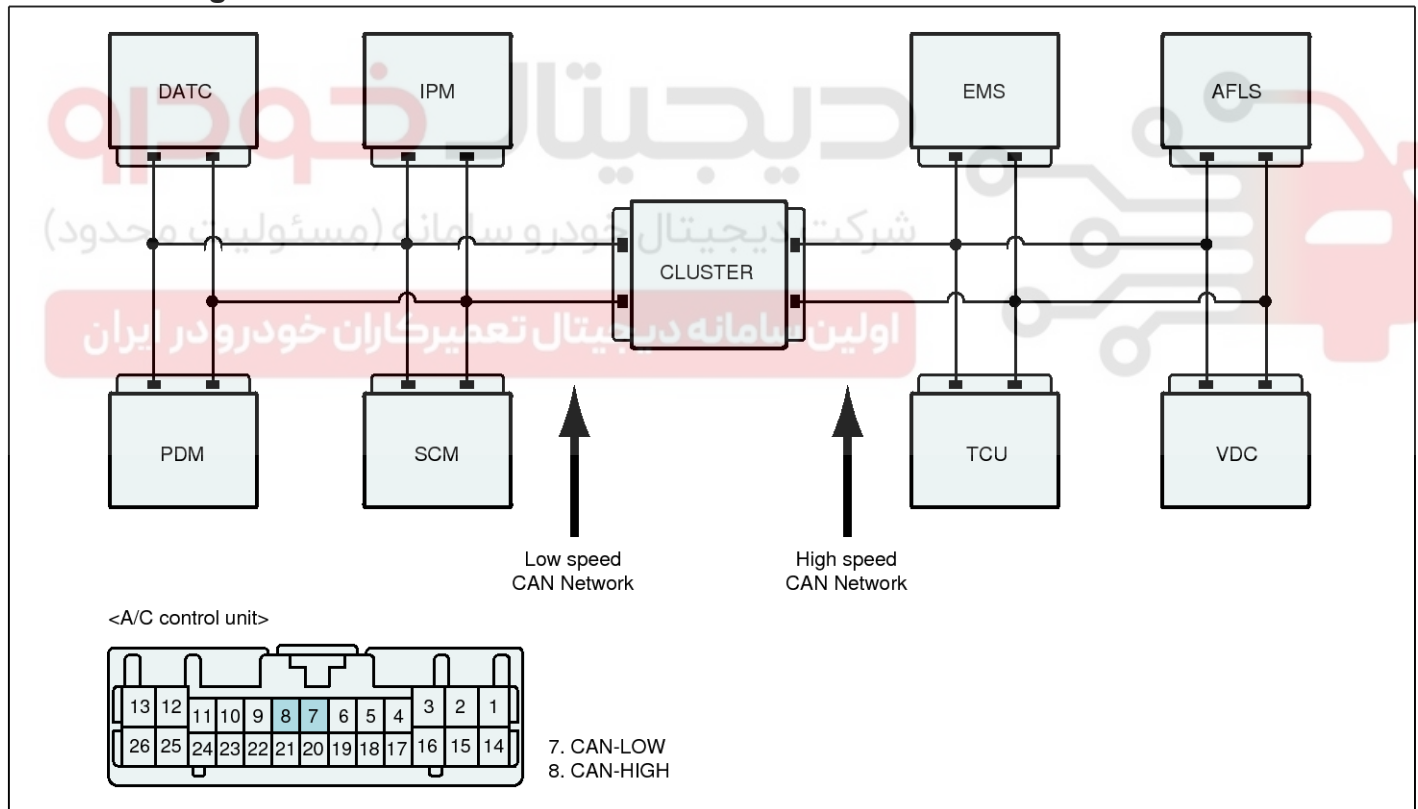 DATC
IPM
EMS
AFLS
دیجیتال خودرو
شرکت دیجیتال خودرو سامانه (مسئولیت محدود)
CLUSTER
اولین سامانه دیجیتال تعمیرکاران خودرو در ایران
PDM
SCM
TCU
VDC
Low speed
CAN Network
High speed
CAN Network
<A/C control unit>
13 12 11 10 9 8 7 6 5 4 3 2 1
26 25 24 23 22 21 20 19 18 17 16 15 14
7. CAN-LOW
8. CAN-HIGH